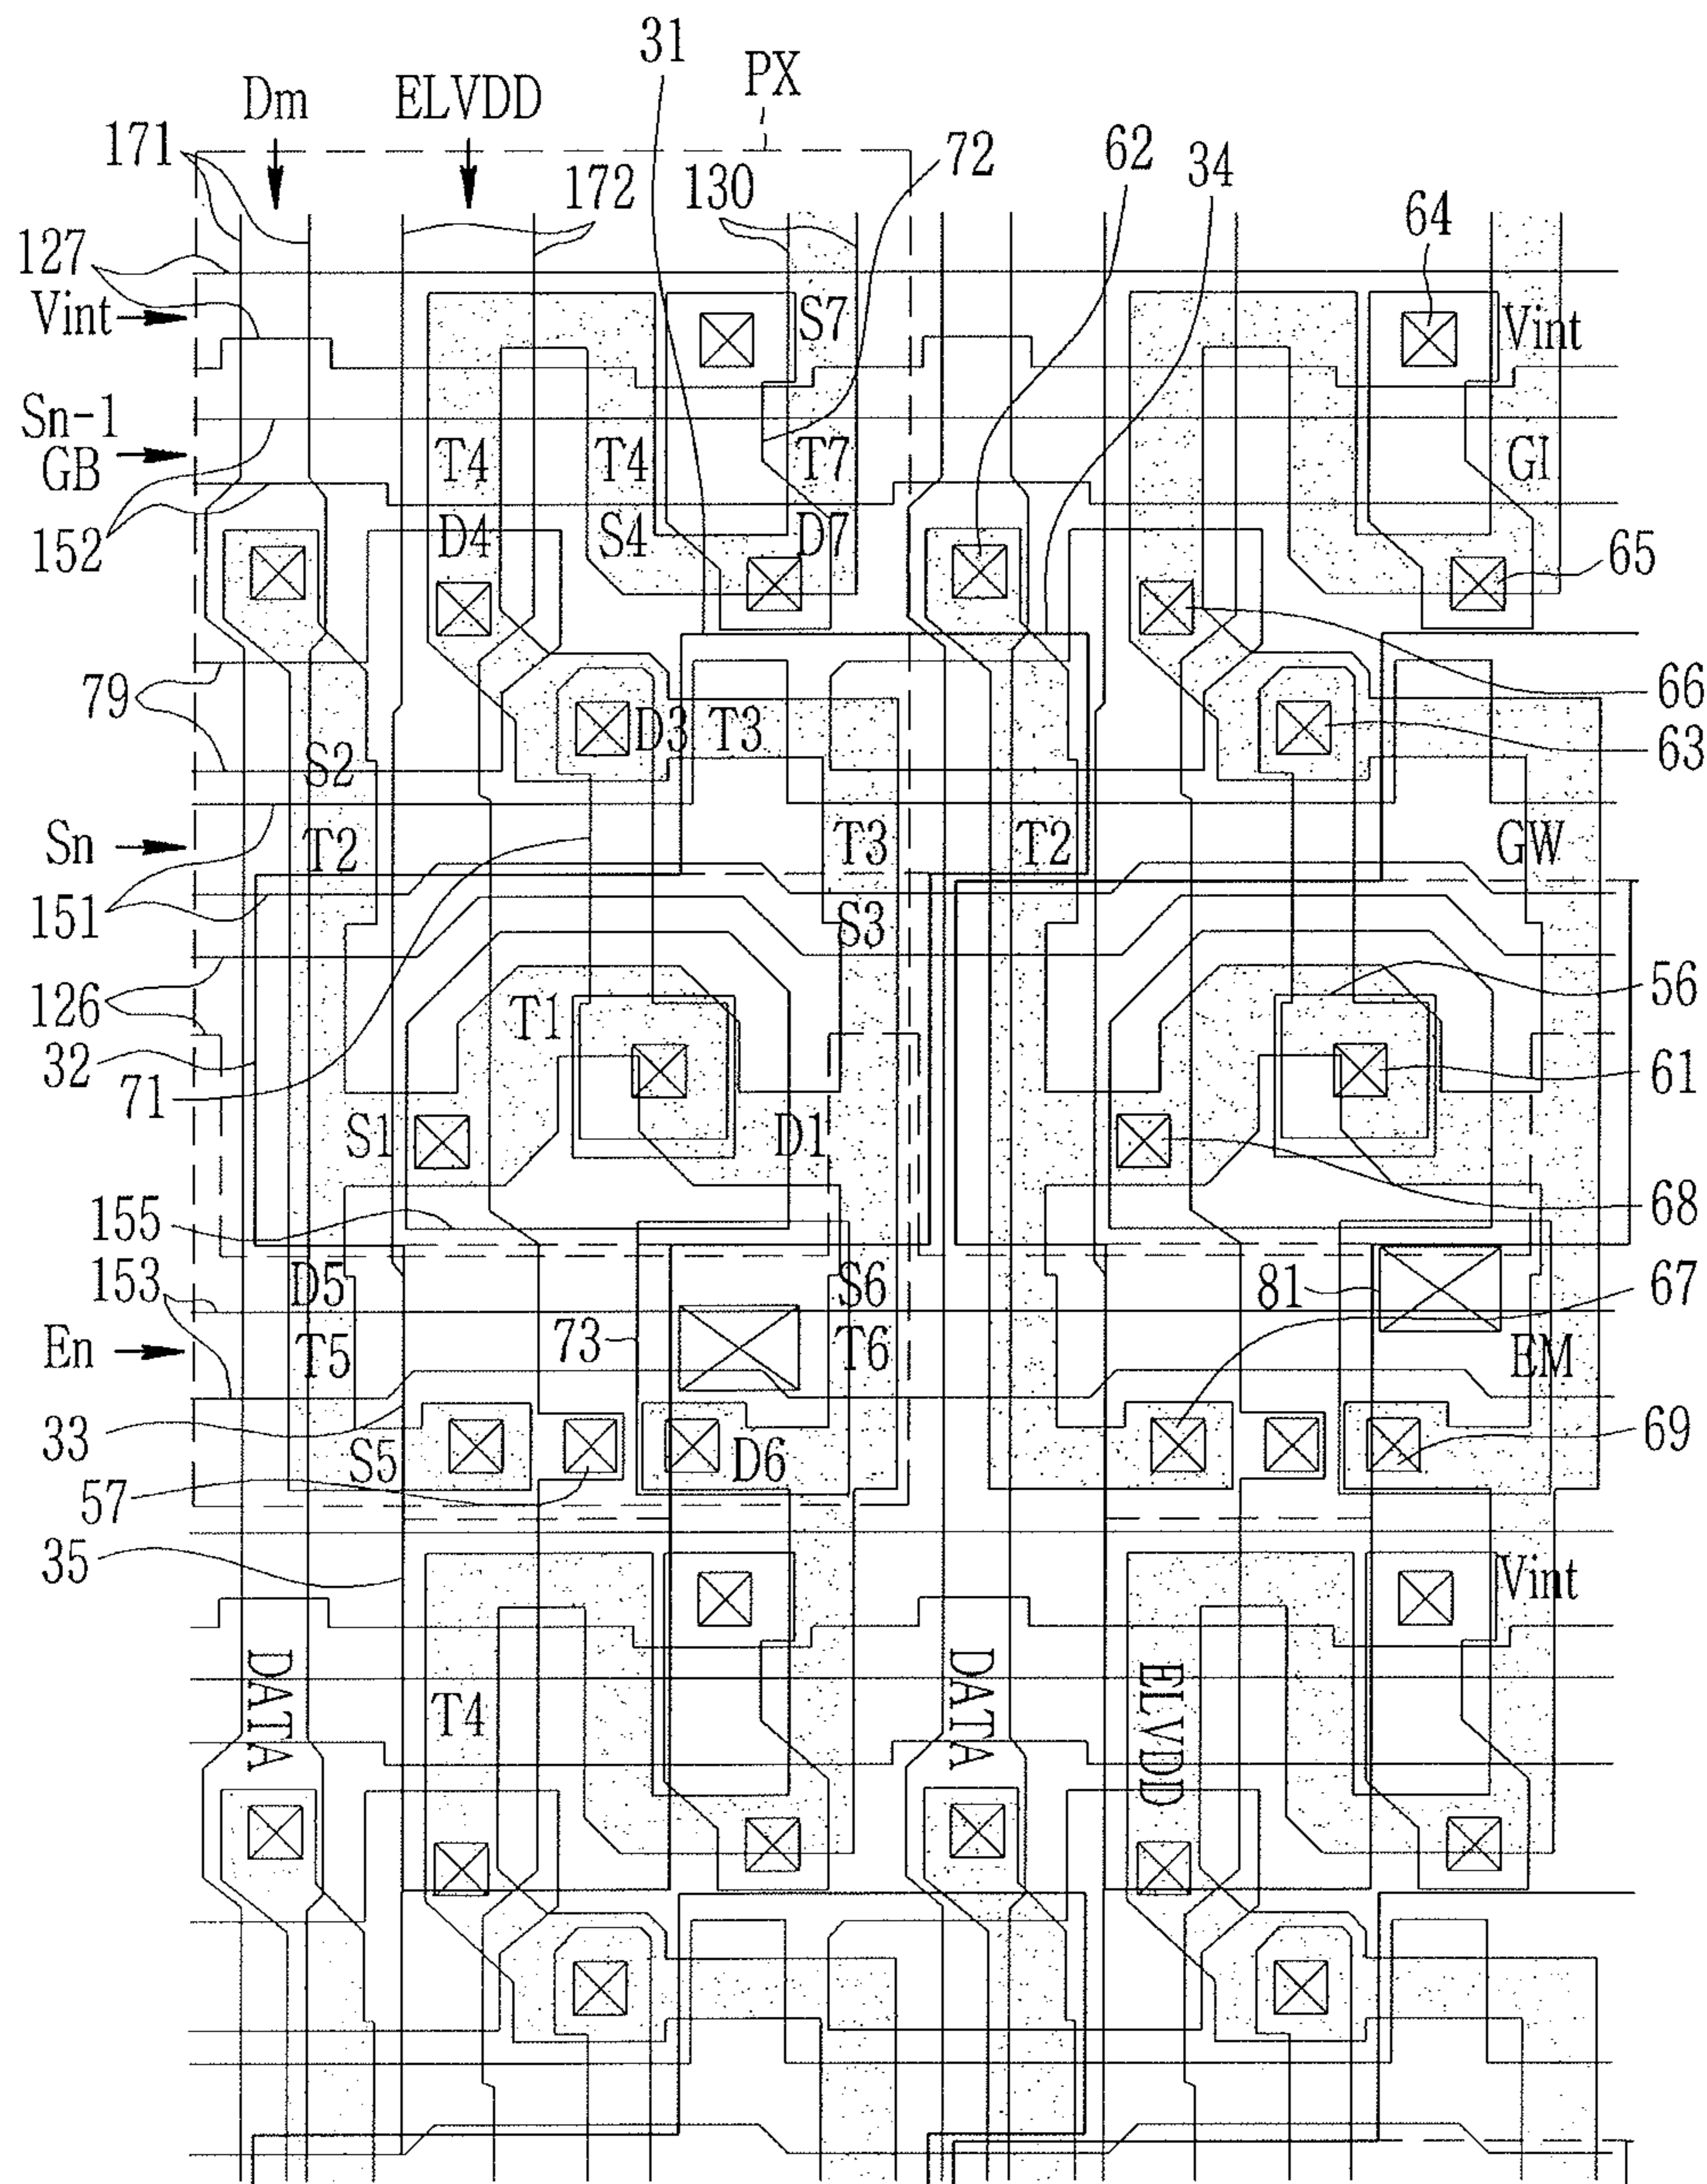 31
PX
Dm
ELVDD
171
172
130
72
62
34
64
127
Vint
S7
Vint
Sn-1
GB
T4
T4
T7
GI
152
D4
S4
D7
65
79
66
D3
T3
63
S2
Sn
T2
T3
T2
GW
151
S3
126
56
T1
32
71
61
S1
D1
155
68
153
D5
S6
81
67
En
T5
73
T6
EM
33
S5
D6
69
57
35
Vint
DATA
DATA
ELVDD
T4